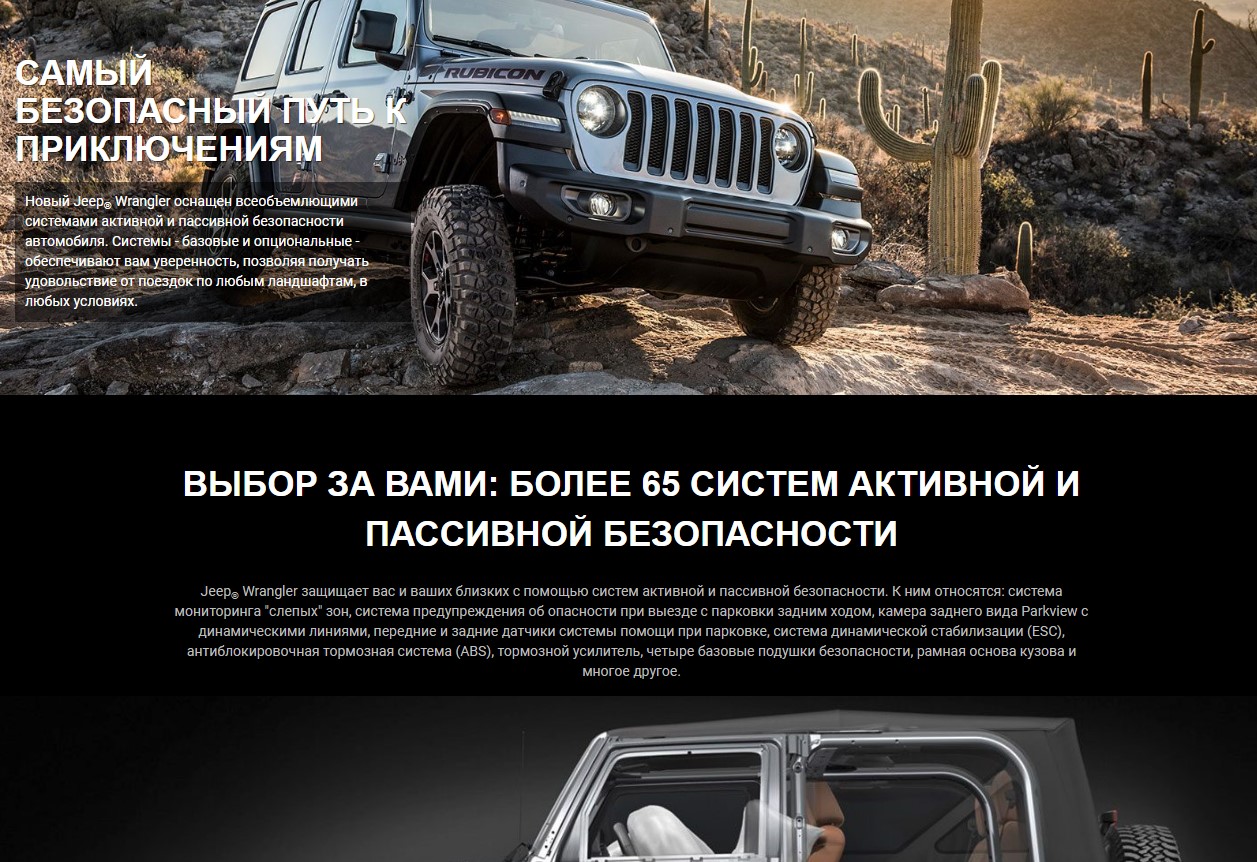 САМЫЙ
БЕЗОПАСНЫЙ ПУТЬ К
ПРИКЛЮЧЕНИЯМ
RUBICON
Новый Jeep® Wrangler оснащен всеобъемлющими
системами активной и пассивной безопасности
автомобиля. Системы - базовые и опциональные -
обеспечивают вам уверенность, позволяя получать
удовольствие от поездок по любым ландшафтам, в
любых условиях.
ВЫБОР ЗА ВАМИ: БОЛЕЕ 65 СИСТЕМ АКТИВНОЙ И
ПАССИВНОЙ БЕЗОПАСНОСТИ
Jeep® Wrangler защищает вас и ваших близких с помощью систем активной и пассивной безопасности. К ним относятся: система
мониторинга "слепых" зон, система предупреждения об опасности при выезде с парковки задним ходом, камера заднего вида Parkview с
динамическими линиями, передние и задние датчики системы помощи при парковке, система динамической стабилизации (ESC),
антиблокировочная тормозная система (ABS), тормозной усилитель, четыре базовые подушки безопасности, рамная основа кузова и
многое другое.